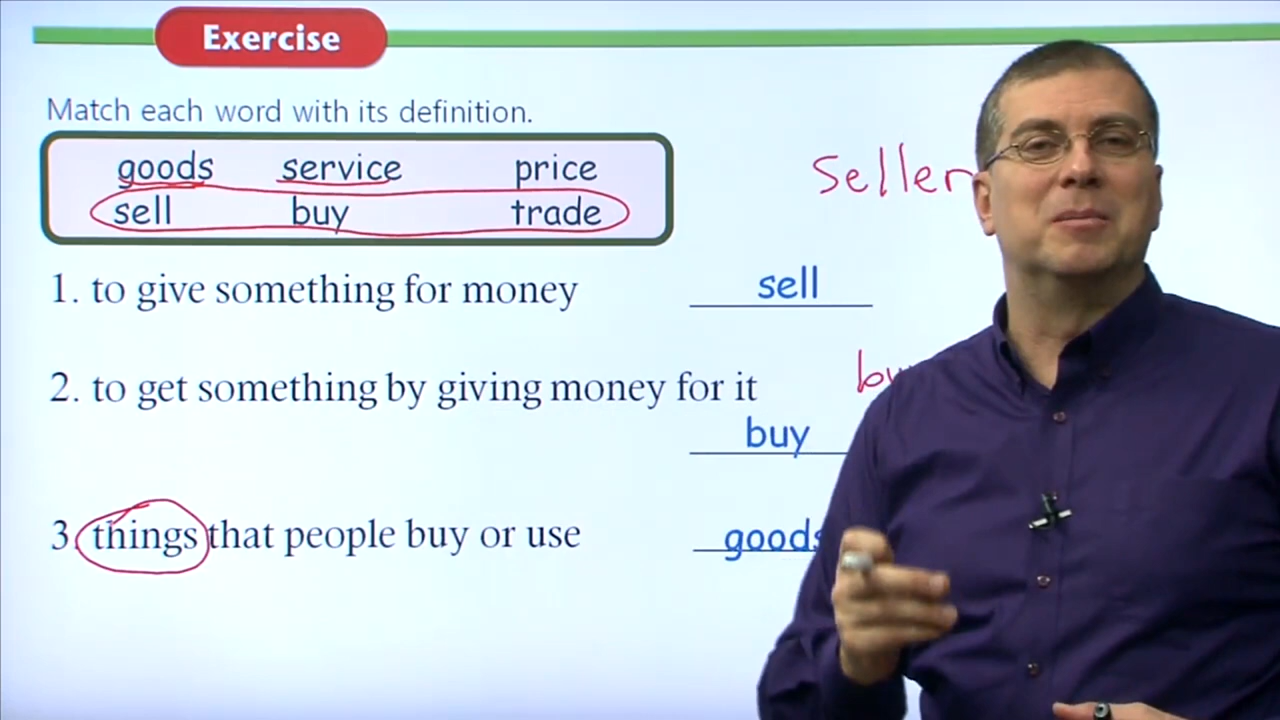 Exercise
Match each word with its definition.
goods service price
sell buy trade
seller
1. to give something for money sell
2. to get something by giving money for it
buy
3. things that people buy or use goods